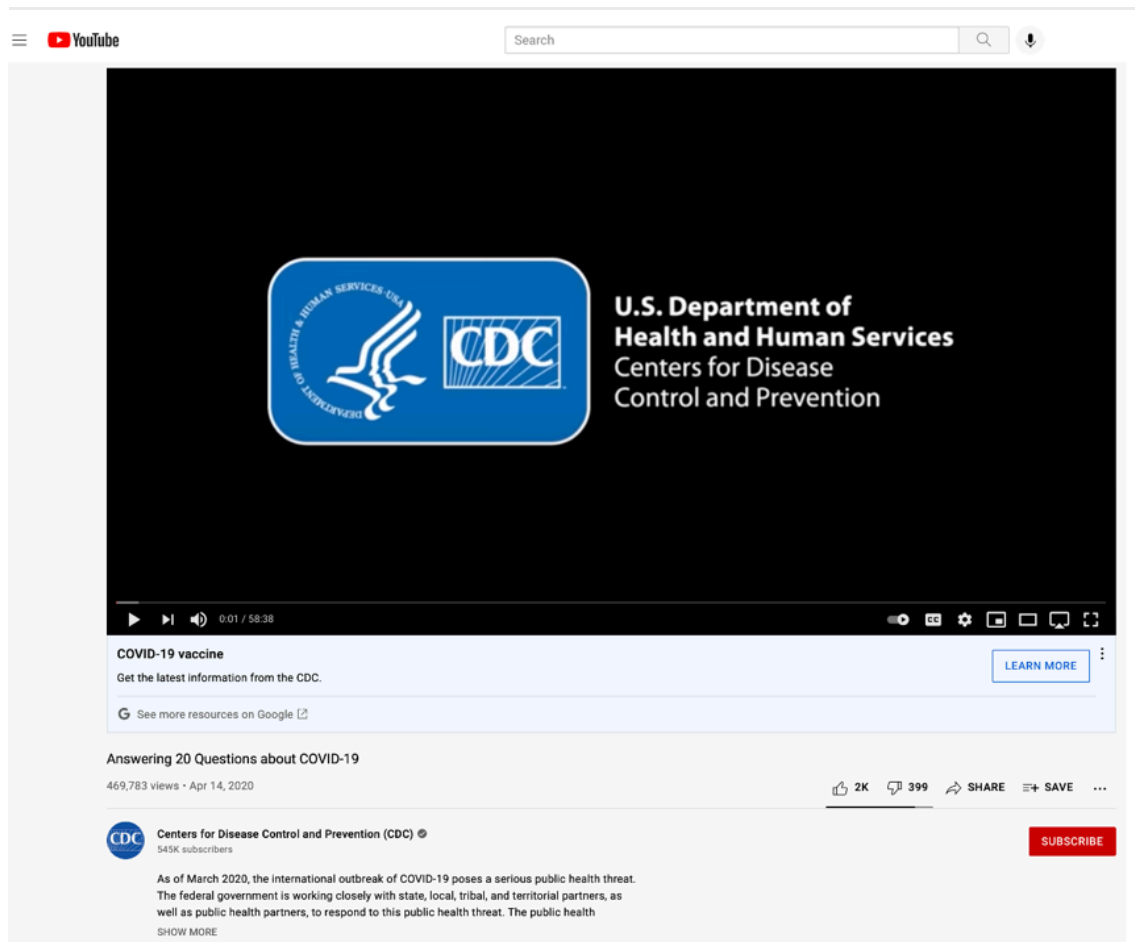 YouTube
Search
DEPARTMENT OF HEALTH & HUMAN SERVICES·USA
CDC
U.S. Department of
Health and Human Services
Centers for Disease
Control and Prevention
0:01 / 58:38
CC
COVID-19 vaccine
Get the latest information from the CDC.
LEARN MORE
G See more resources on Google
Answering 20 Questions about COVID-19
469,783 views • Apr 14, 2020
2K 399 SHARE SAVE
CDC
Centers for Disease Control and Prevention (CDC)
545K subscribers
SUBSCRIBE
As of March 2020, the international outbreak of COVID-19 poses a serious public health threat.
The federal government is working closely with state, local, tribal, and territorial partners, as
well as public health partners, to respond to this public health threat. The public health
SHOW MORE